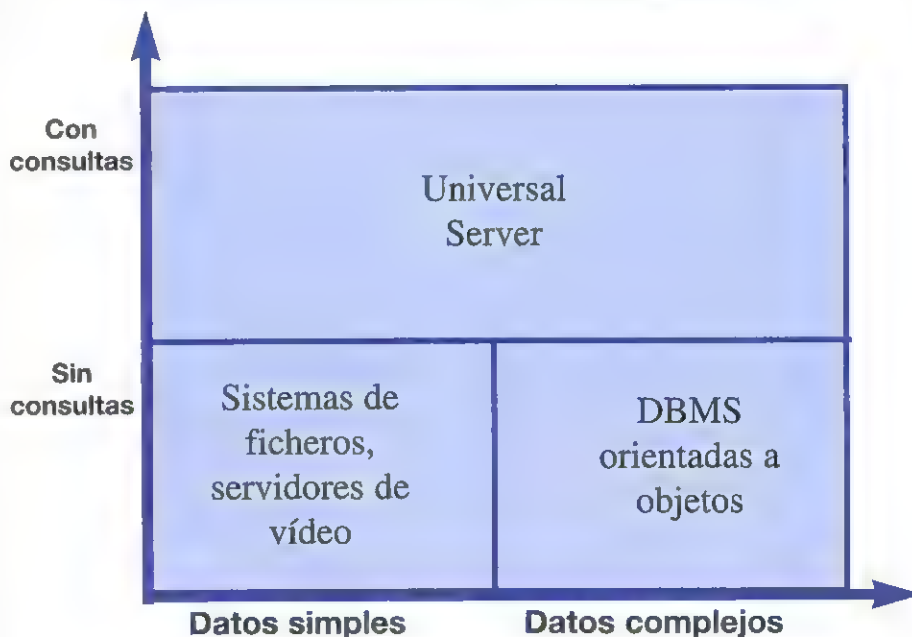 Con
consultas
Universal
Server
Sin
consultas
Sistemas de
ficheros,
servidores de
vídeo
DBMS
orientadas a
objetos
Datos simples
Datos complejos